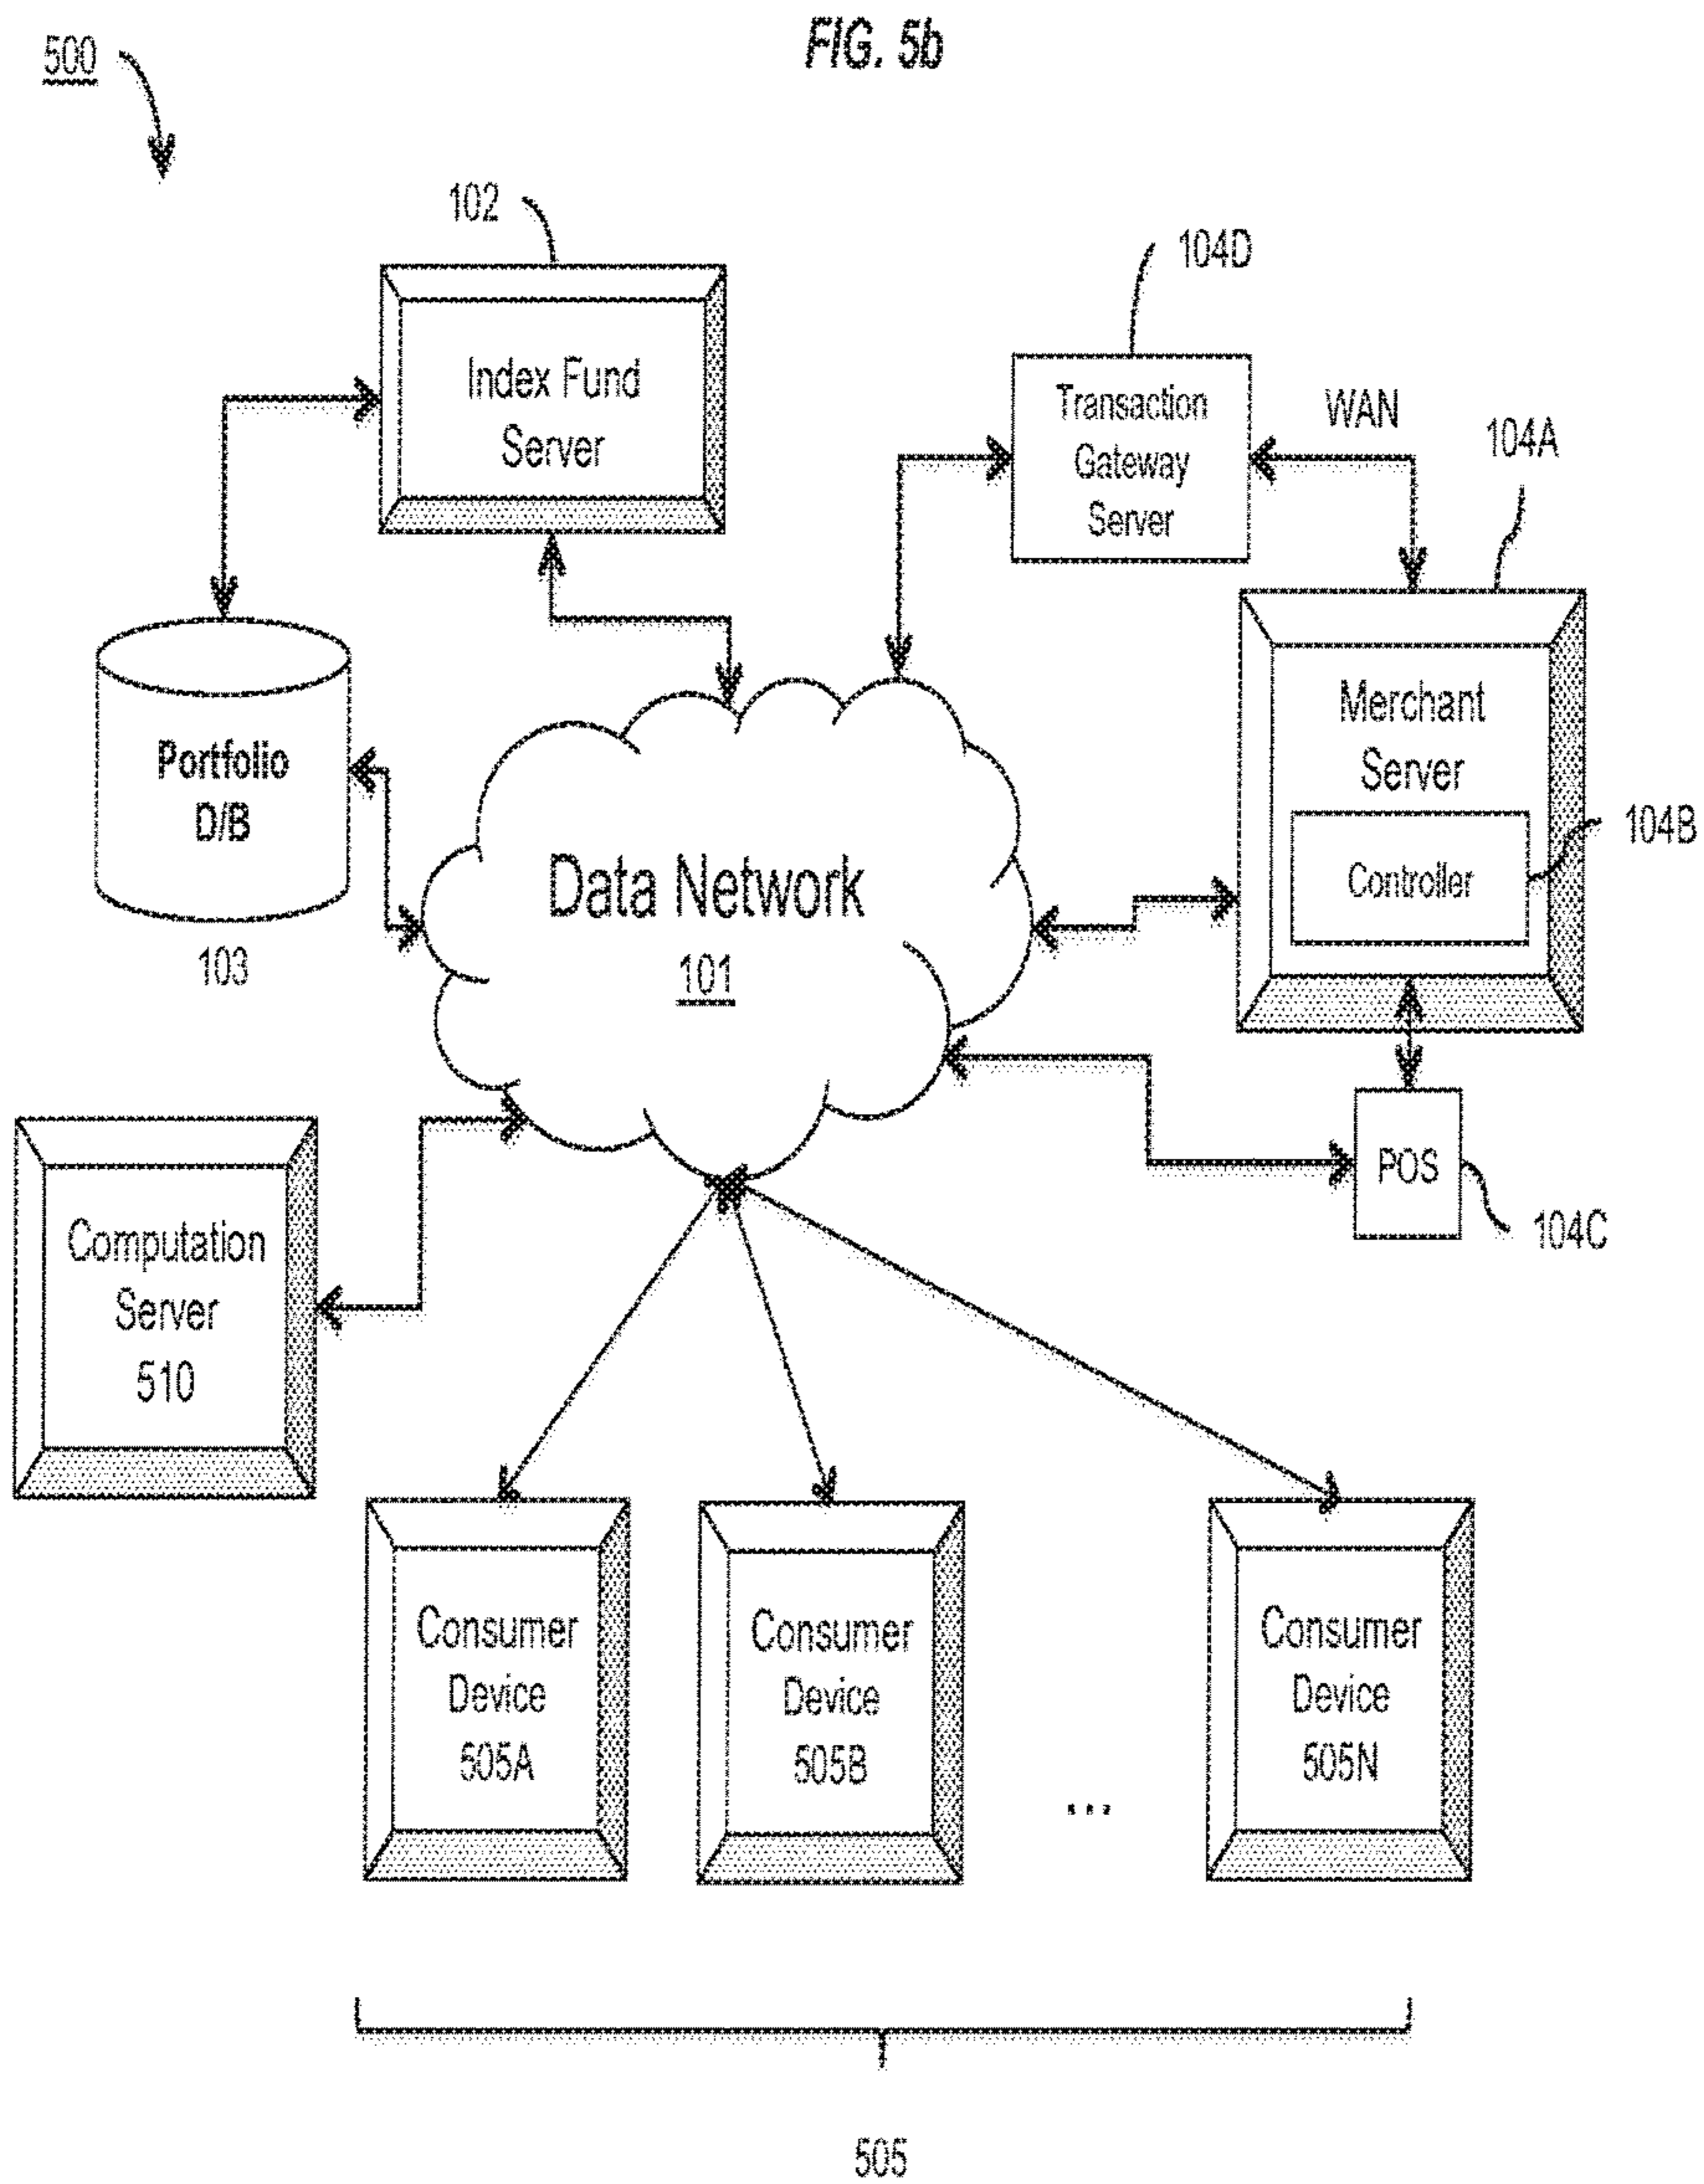 FIG. 5b
500
102
104D
Index Fund
Server
Transaction
Gateway
Server
WAN
104A
Portfolio
D/B
103
Merchant
Server
Controller
104B
Data Network
101
POS
104C
Computation
Server
510
Consumer
Device
505A
Consumer
Device
505B
...
Consumer
Device
505N
505